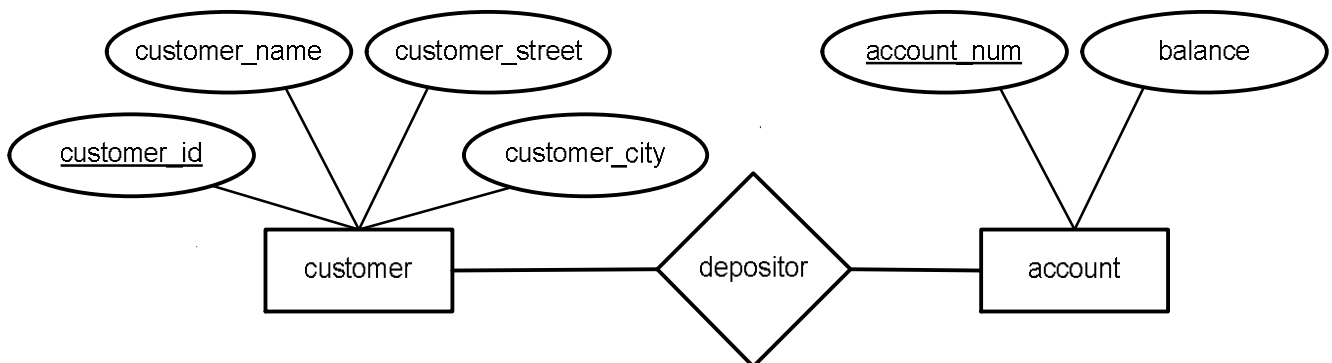 customer_name
customer_street
account_num
balance
customer_id
customer_city
customer
depositor
account